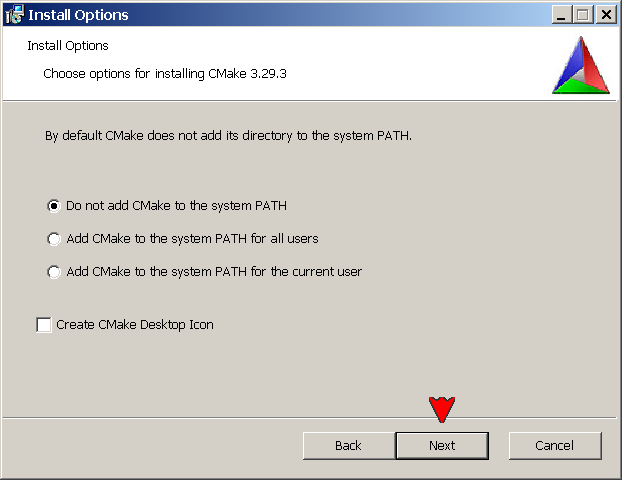 Install Options
Install Options
Choose options for installing CMake 3.29.3
By default CMake does not add its directory to the system PATH.
Do not add CMake to the system PATH
Add CMake to the system PATH for all users
Add CMake to the system PATH for the current user
Create CMake Desktop Icon
Back Next Cancel